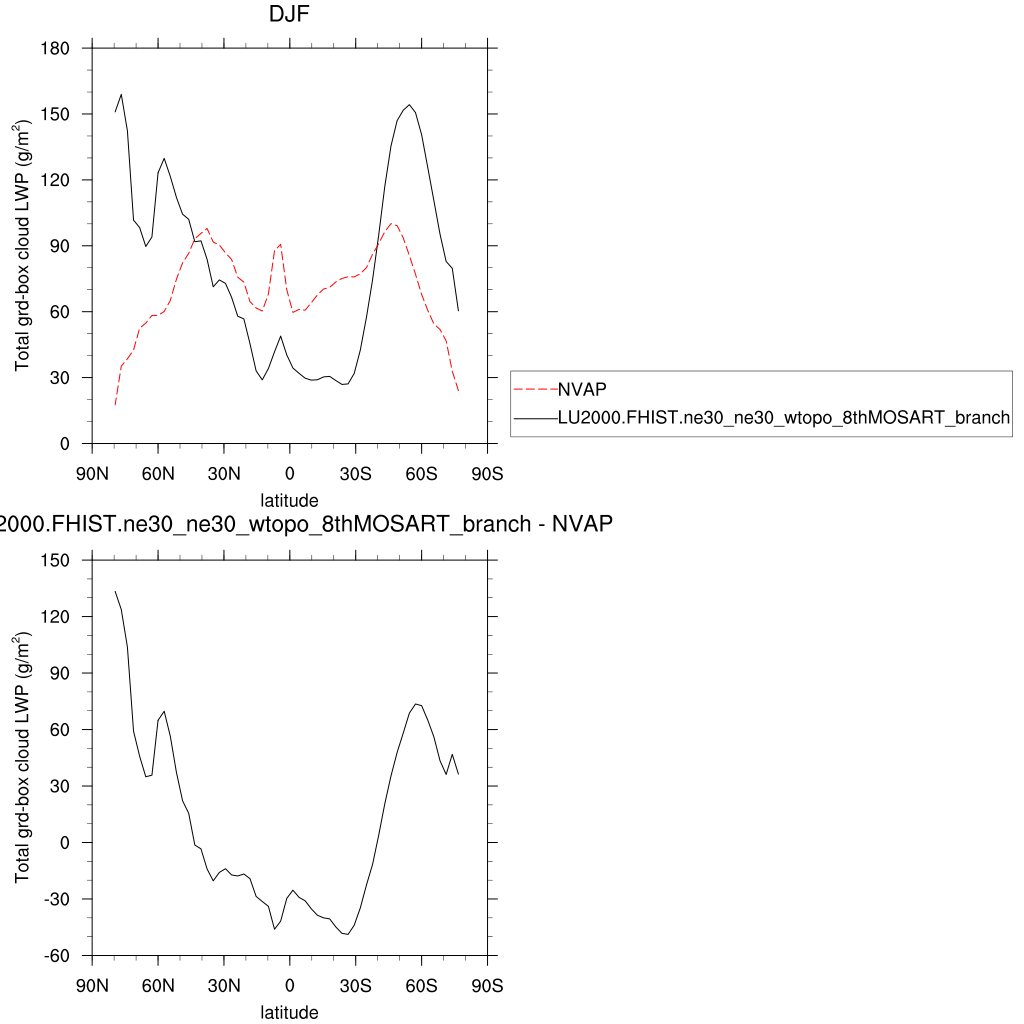 DJF
Total grd-box cloud LWP (g/m²)
180
150
120
90
60
30
0
90N 60N 30N 0 30S 60S 90S
latitude
NVAP
LU2000.FHIST.ne30_ne30_wtopo_8thMOSART_branch
2000.FHIST.ne30_ne30_wtopo_8thMOSART_branch - NVAP
Total grd-box cloud LWP (g/m²)
150
120
90
60
30
0
-30
-60
90N 60N 30N 0 30S 60S 90S
latitude